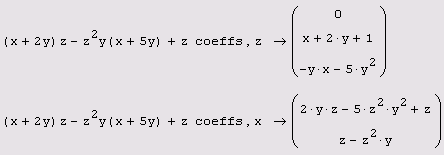 (x + 2y) z - z²y (x + 5y) + z coeffs, z → ( 0
x + 2·y + 1
-y·x - 5·y² )
(x + 2y) z - z²y (x + 5y) + z coeffs, x → ( 2·y·z - 5·z²·y² + z
z - z²·y )